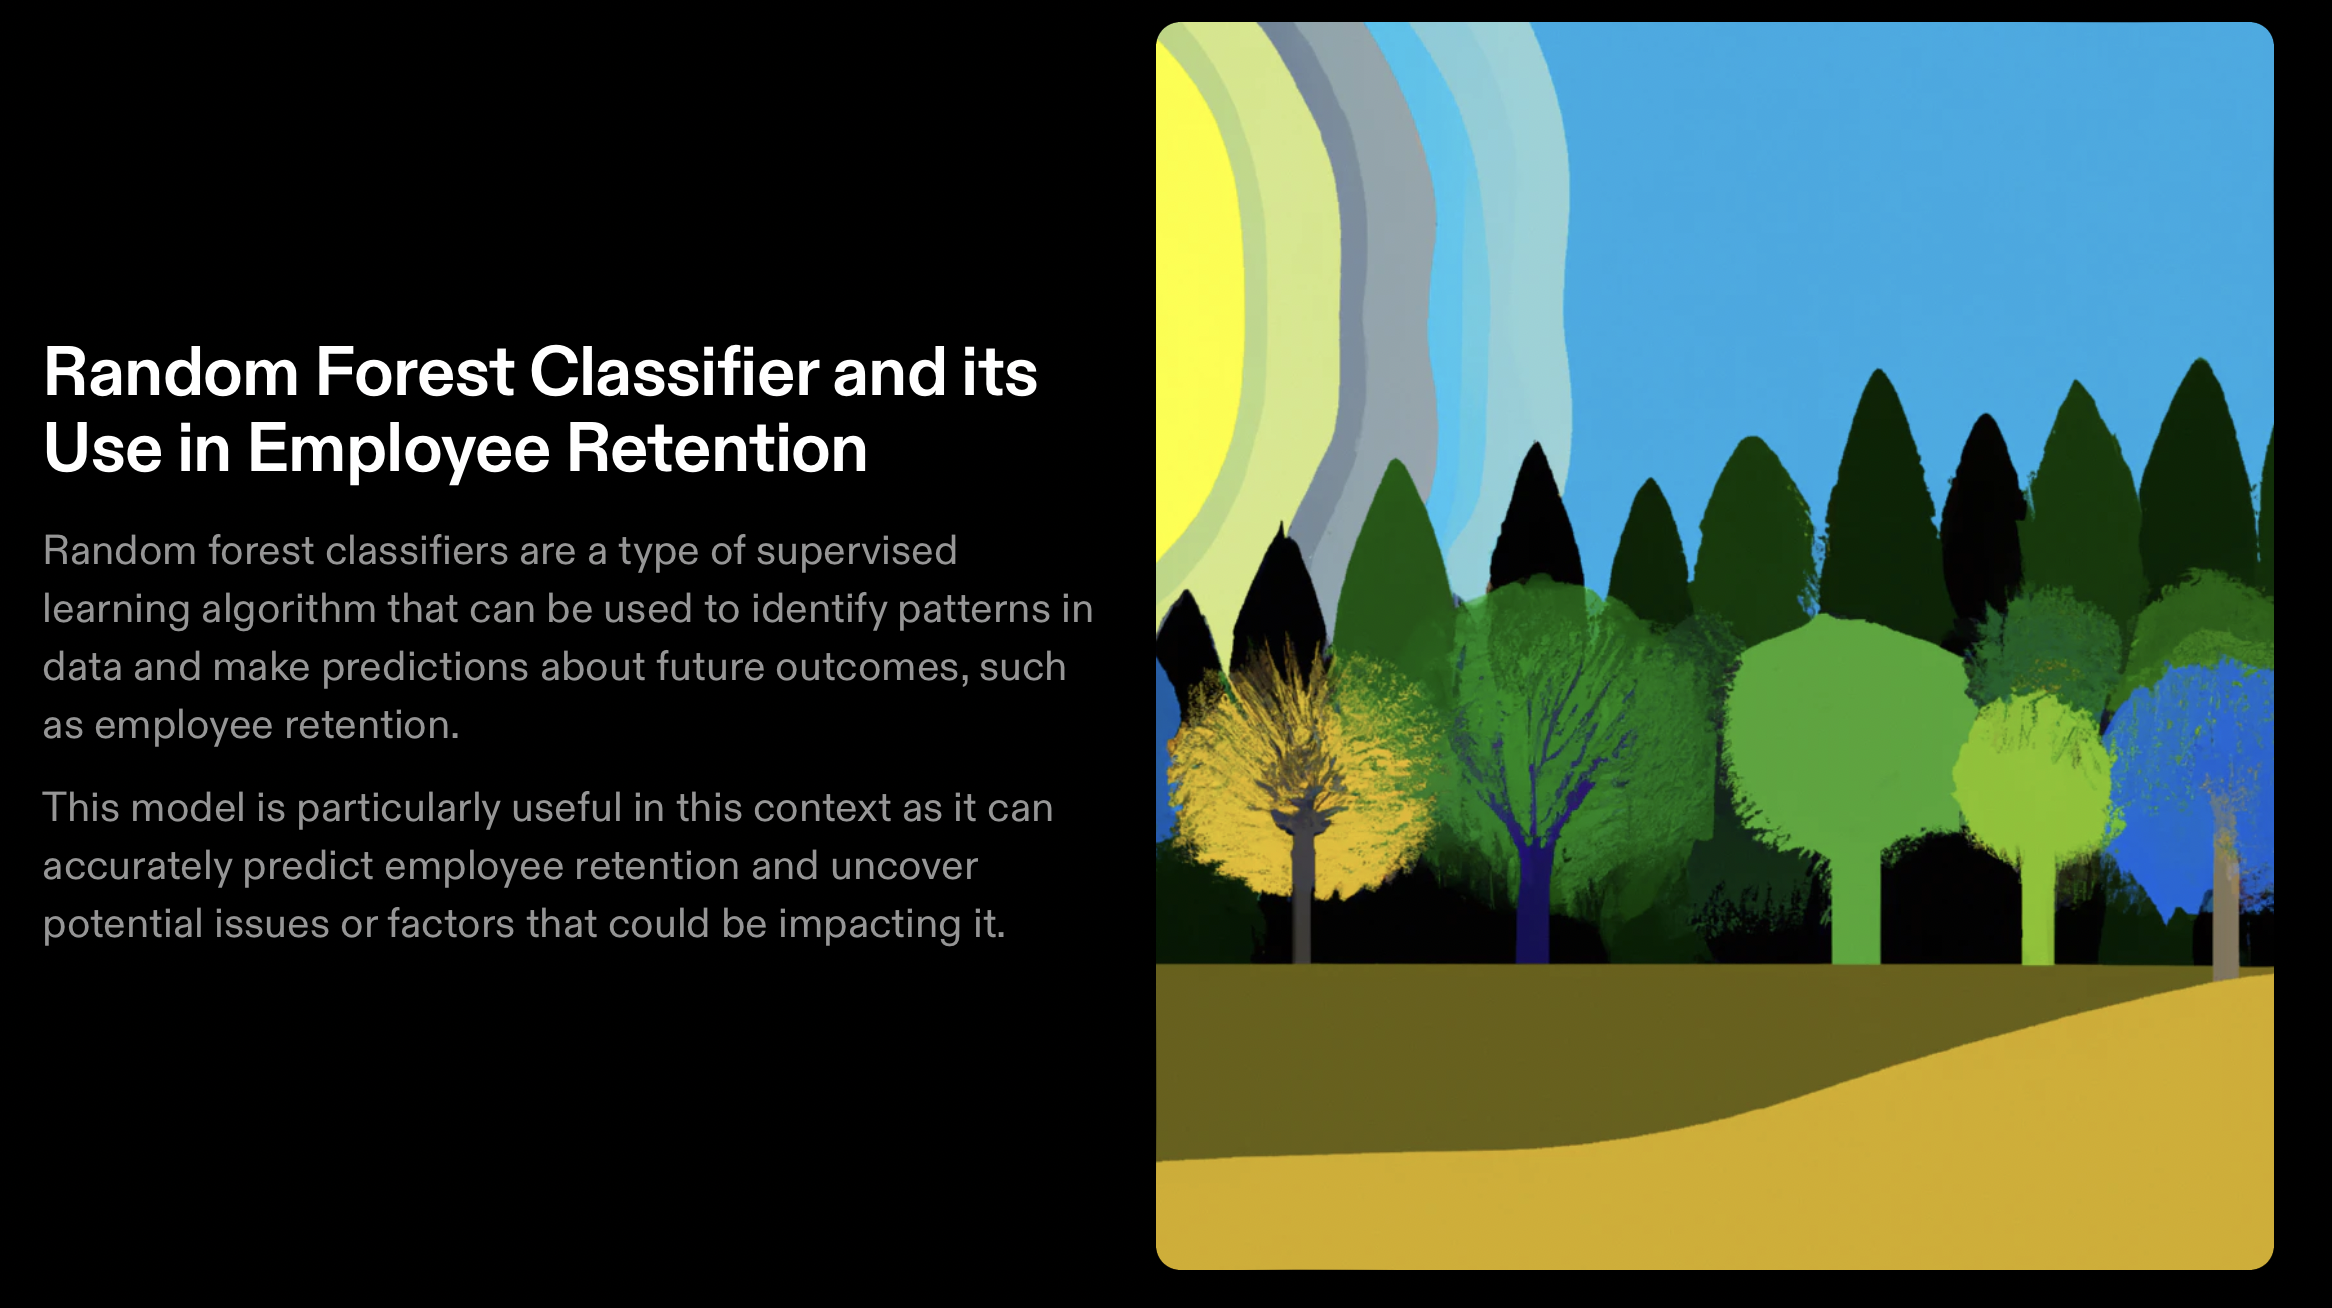 Random Forest Classifier and its
Use in Employee Retention
Random forest classifiers are a type of supervised
learning algorithm that can be used to identify patterns in
data and make predictions about future outcomes, such
as employee retention.
This model is particularly useful in this context as it can
accurately predict employee retention and uncover
potential issues or factors that could be impacting it.